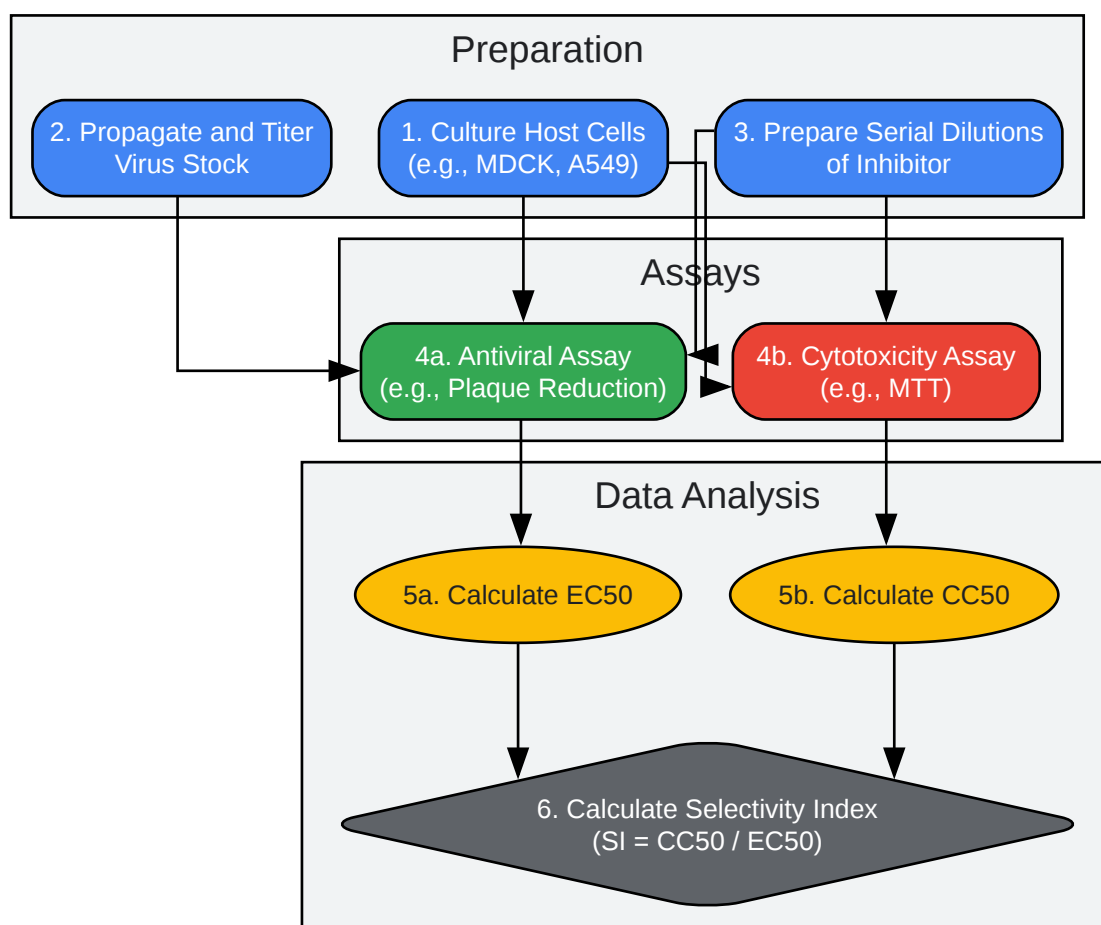 Preparation
2. Propagate and Titer
Virus Stock
1. Culture Host Cells
(e.g., MDCK, A549)
3. Prepare Serial Dilutions
of Inhibitor
Assays
4a. Antiviral Assay
(e.g., Plaque Reduction)
4b. Cytotoxicity Assay
(e.g., MTT)
Data Analysis
5a. Calculate EC50
5b. Calculate CC50
6. Calculate Selectivity Index
(SI = CC50 / EC50)